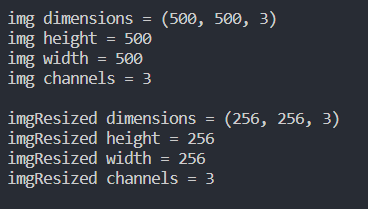 img dimensions = (500, 500, 3)
img height = 500
img width = 500
img channels = 3
imgResized dimensions = (256, 256, 3)
imgResized height = 256
imgResized width = 256
imgResized channels = 3